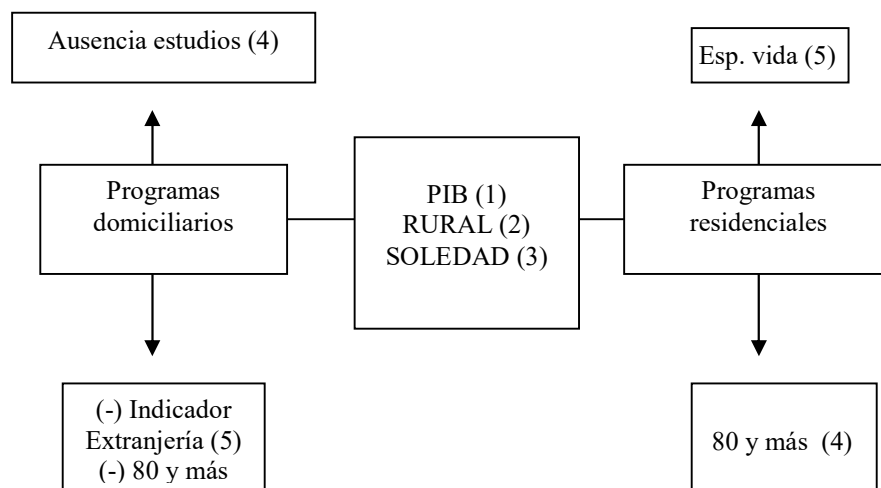 Ausencia estudios (4)
Esp. vida (5)
Programas
domiciliarios
PIB (1)
RURAL (2)
SOLEDAD (3)
Programas
residenciales
(-) Indicador
Extranjería (5)
(-) 80 y más
80 y más (4)